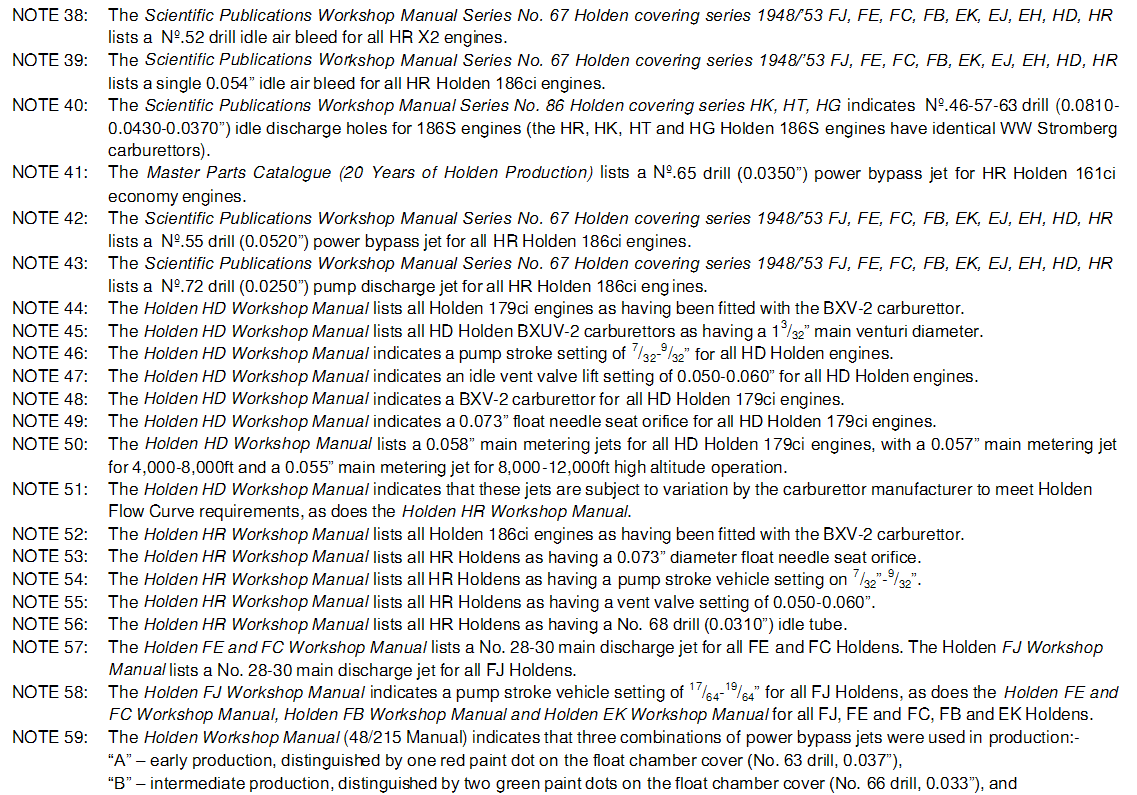 NOTE 38: The Scientific Publications Workshop Manual Series No. 67 Holden covering series 1948/'53 FJ, FE, FC, FB, EK, EJ, EH, HD, HR
lists a Nº.52 drill idle air bleed for all HR X2 engines.
NOTE 39: The Scientific Publications Workshop Manual Series No. 67 Holden covering series 1948/'53 FJ, FE, FC, FB, EK, EJ, EH, HD, HR
lists a single 0.054” idle air bleed for all HR Holden 186ci engines.
NOTE 40: The Scientific Publications Workshop Manual Series No. 86 Holden covering series HK, HT, HG indicates Nº.46-57-63 drill (0.0810-
0.0430-0.0370”) idle discharge holes for 186S engines (the HR, HK, HT and HG Holden 186S engines have identical WW Stromberg
carburettors).
NOTE 41: The Master Parts Catalogue (20 Years of Holden Production) lists a Nº.65 drill (0.0350”) power bypass jet for HR Holden 161ci
economy engines.
NOTE 42: The Scientific Publications Workshop Manual Series No. 67 Holden covering series 1948/'53 FJ, FE, FC, FB, EK, EJ, EH, HD, HR
lists a Nº.55 drill (0.0520”) power bypass jet for all HR Holden 186ci engines.
NOTE 43: The Scientific Publications Workshop Manual Series No. 67 Holden covering series 1948/'53 FJ, FE, FC, FB, EK, EJ, EH, HD, HR
lists a Nº.72 drill (0.0250”) pump discharge jet for all HR Holden 186ci engines.
NOTE 44: The Holden HD Workshop Manual lists all Holden 179ci engines as having been fitted with the BXV-2 carburettor.
NOTE 45: The Holden HD Workshop Manual lists all HD Holden BXUV-2 carburettors as having a 1 3/32” main venturi diameter.
NOTE 46: The Holden HD Workshop Manual indicates a pump stroke setting of 7/32-9/32” for all HD Holden engines.
NOTE 47: The Holden HD Workshop Manual indicates an idle vent valve lift setting of 0.050-0.060” for all HD Holden engines.
NOTE 48: The Holden HD Workshop Manual indicates a BXV-2 carburettor for all HD Holden 179ci engines.
NOTE 49: The Holden HD Workshop Manual indicates a 0.073” float needle seat orifice for all HD Holden 179ci engines.
NOTE 50: The Holden HD Workshop Manual lists a 0.058” main metering jets for all HD Holden 179ci engines, with a 0.057” main metering jet
for 4,000-8,000ft and a 0.055” main metering jet for 8,000-12,000ft high altitude operation.
NOTE 51: The Holden HD Workshop Manual indicates that these jets are subject to variation by the carburettor manufacturer to meet Holden
Flow Curve requirements, as does the Holden HR Workshop Manual.
NOTE 52: The Holden HR Workshop Manual lists all Holden 186ci engines as having been fitted with the BXV-2 carburettor.
NOTE 53: The Holden HR Workshop Manual lists all HR Holdens as having a 0.073” diameter float needle seat orifice.
NOTE 54: The Holden HR Workshop Manual lists all HR Holdens as having a pump stroke vehicle setting on 7/32”-9/32”.
NOTE 55: The Holden HR Workshop Manual lists all HR Holdens as having a vent valve setting of 0.050-0.060”.
NOTE 56: The Holden HR Workshop Manual lists all HR Holdens as having a No. 68 drill (0.0310”) idle tube.
NOTE 57: The Holden FE and FC Workshop Manual lists a No. 28-30 main discharge jet for all FE and FC Holdens. The Holden FJ Workshop
Manual lists a No. 28-30 main discharge jet for all FJ Holdens.
NOTE 58: The Holden FJ Workshop Manual indicates a pump stroke vehicle setting of 17/64-19/64” for all FJ Holdens, as does the Holden FE and
FC Workshop Manual, Holden FB Workshop Manual and Holden EK Workshop Manual for all FJ, FE and FC, FB and EK Holdens.
NOTE 59: The Holden Workshop Manual (48/215 Manual) indicates that three combinations of power bypass jets were used in production:-
“A” – early production, distinguished by one red paint dot on the float chamber cover (No. 63 drill, 0.037”),
“B” – intermediate production, distinguished by two green paint dots on the float chamber cover (No. 66 drill, 0.033”), and